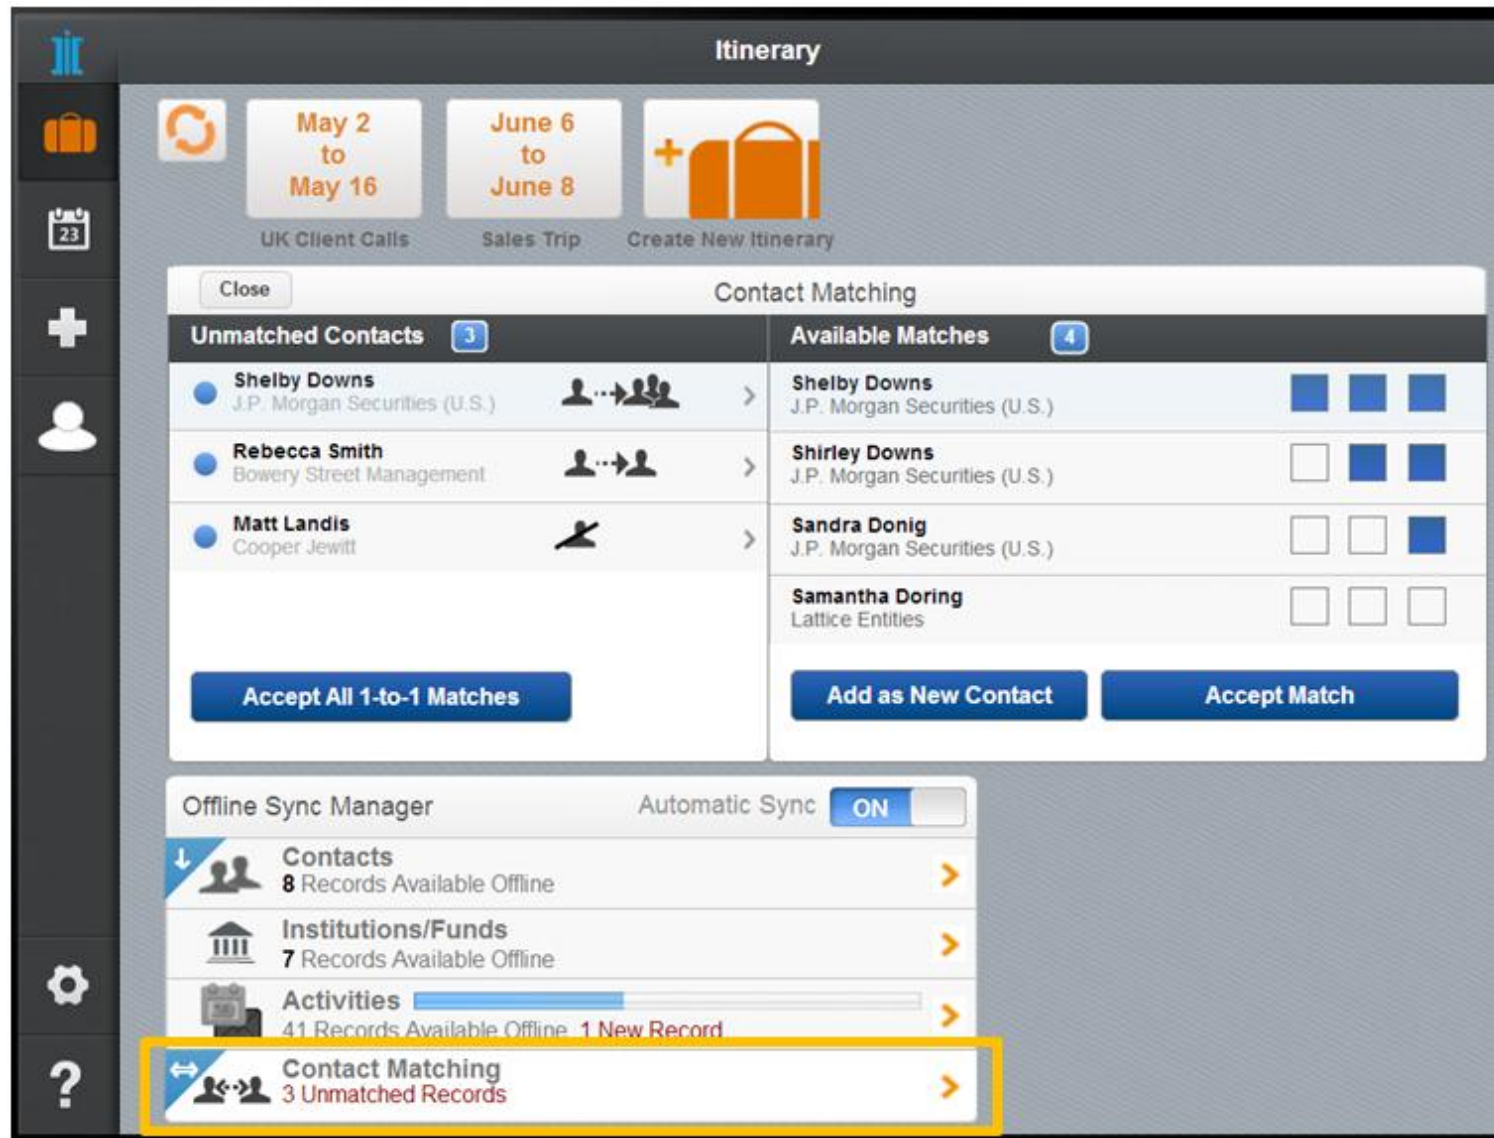 Itinerary
May 2
to
May 16
June 6
to
June 8
UK Client Calls
Sales Trip
Create New Itinerary
23
Close
Contact Matching
Unmatched Contacts 3
Shelby Downs
J.P. Morgan Securities (U.S.)
Rebecca Smith
Bowery Street Management
Matt Landis
Cooper Jewitt
Accept All 1-to-1 Matches
Available Matches 4
Shelby Downs
J.P. Morgan Securities (U.S.)
Shirley Downs
J.P. Morgan Securities (U.S.)
Sandra Donig
J.P. Morgan Securities (U.S.)
Samantha Doring
Lattice Entities
Add as New Contact
Accept Match
Offline Sync Manager
Automatic Sync ON
Contacts
8 Records Available Offline
Institutions/Funds
7 Records Available Offline
Activities
41 Records Available Offline 1 New Record
Contact Matching
3 Unmatched Records
?